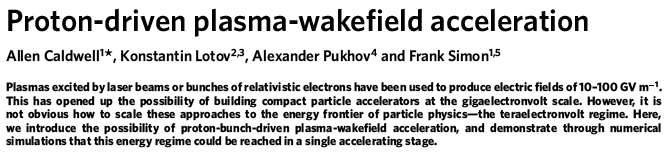 Proton-driven plasma-wakefield acceleration
Allen Caldwell¹*, Konstantin Lotov²,³, Alexander Pukhov⁴ and Frank Simon¹,⁵
Plasmas excited by laser beams or bunches of relativistic electrons have been used to produce electric fields of 10–100 GV m⁻¹.
This has opened up the possibility of building compact particle accelerators at the gigaelectronvolt scale. However, it is
not obvious how to scale these approaches to the energy frontier of particle physics—the teraelectronvolt regime. Here,
we introduce the possibility of proton-bunch-driven plasma-wakefield acceleration, and demonstrate through numerical
simulations that this energy regime could be reached in a single accelerating stage.